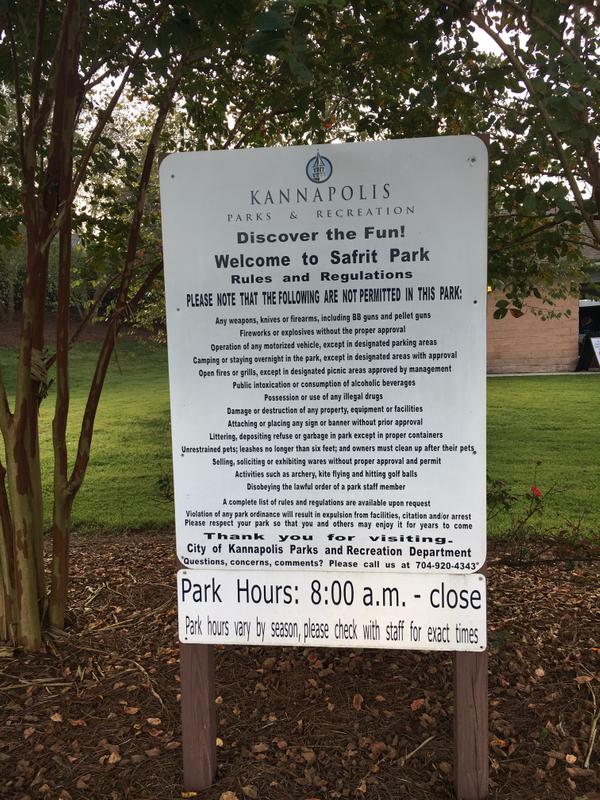 KANNAPOLIS
PARKS & RECREATION
Discover the Fun!
Welcome to Safrit Park
Rules and Regulations
PLEASE NOTE THAT THE FOLLOWING ARE NOT PERMITTED IN THIS PARK:
Any weapons, knives or firearms, including BB guns and pellet guns
Fireworks or explosives without the proper approval
Operation of any motorized vehicle, except in designated parking areas
Camping or staying overnight in the park, except in designated areas with approval
Open fires or grills, except in designated picnic areas approved by management
Public intoxication or consumption of alcoholic beverages
Possession or use of any illegal drugs
Damage or destruction of any property, equipment or facilities
Attaching or placing any sign or banner without prior approval
Littering, depositing refuse or garbage in park except in proper containers
Unrestrained pets; leashes no longer than six feet; and owners must clean up after their pets
Selling, soliciting or exhibiting wares without proper approval and permit
Activities such as archery, kite flying and hitting golf balls
Disobeying the lawful order of a park staff member
A complete list of rules and regulations are available upon request
Violation of any park ordinance will result in expulsion from facilities, citation and/or arrest
Please respect your park so that you and others may enjoy it for years to come
Thank you for visiting.
City of Kannapolis Parks and Recreation Department
Questions, concerns, comments? Please call us at 704-920-4343
Park Hours: 8:00 a.m. - close
Park hours vary by season, please check with staff for exact times